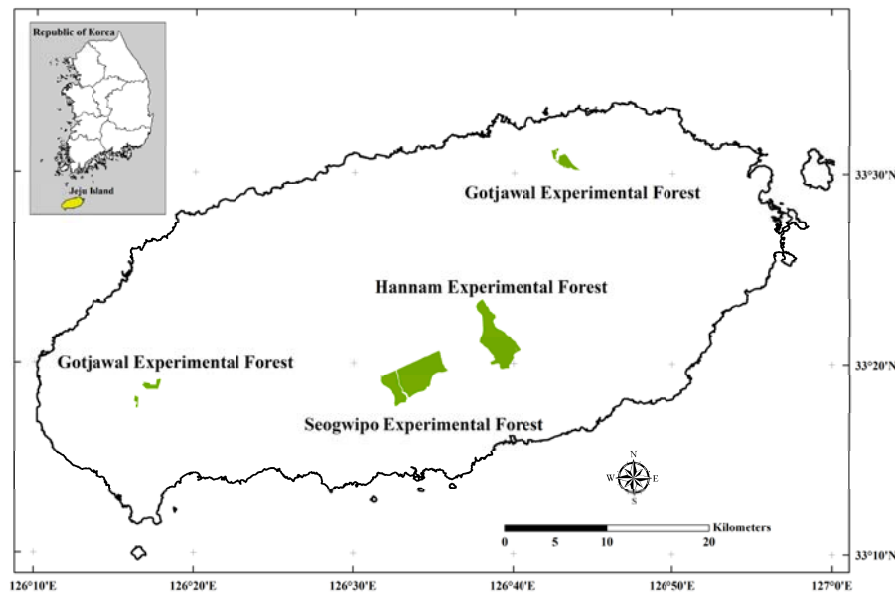 Republic of Korea
Jeju Island
Gotjawal Experimental Forest
33°30'N
Hannam Experimental Forest
Gotjawal Experimental Forest
33°20'N
Seogwipo Experimental Forest
N
W E
S
Kilometers
0 5 10 20
33°10'N
126°10'E 126°20'E 126°30'E 126°40'E 126°50'E 127°0'E